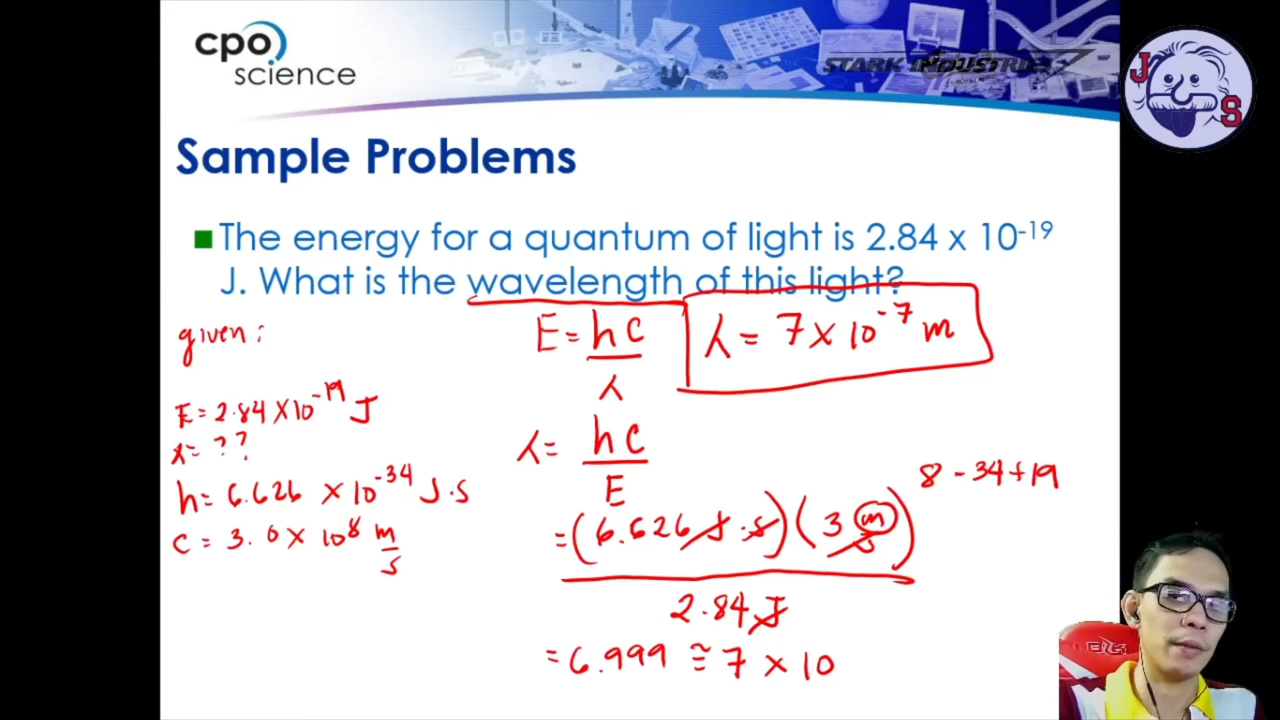 cpo science
STARK INDUSTRIES
J S
Sample Problems
The energy for a quantum of light is 2.84 x 10⁻¹⁹
J. What is the wavelength of this light?
given:
E = 2.84 x 10⁻¹⁹ J
λ = ??
h = 6.626 x 10⁻³⁴ J·s
c = 3.0 x 10⁸ m/s
E = hc/λ
λ = 7 x 10⁻⁷ m
λ = hc/E
8 - 34 + 19
= (6.626 J·s)(3 m/s)
2.84 J
= 6.999 ≅ 7 x 10